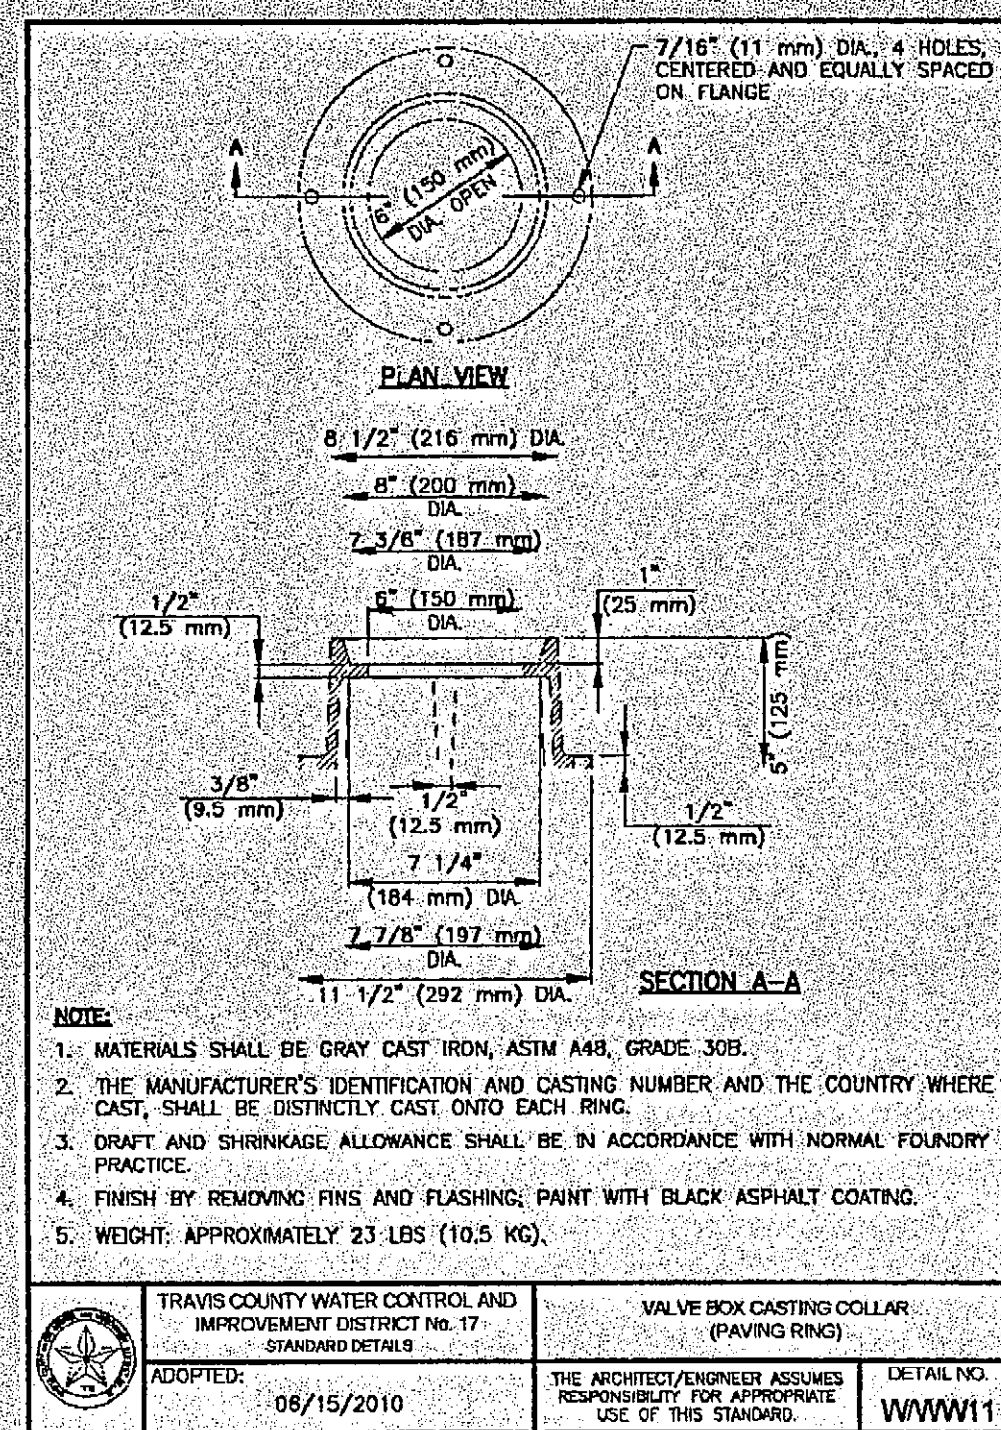 7/16" (11 mm) DIA., 4 HOLES,
CENTERED AND EQUALLY SPACED
ON FLANGE
A
A
6" (150 mm)
DIA. OPEN
PLAN VIEW
8 1/2" (216 mm) DIA.
8" (200 mm)
DIA.
7 3/8" (187 mm)
DIA.
6" (150 mm)
DIA.
1"
(25 mm)
1/2"
(12.5 mm)
5" (125 mm)
3/8"
(9.5 mm)
1/2"
(12.5 mm)
1/2"
(12.5 mm)
7 1/4"
(184 mm) DIA.
7 7/8" (197 mm)
DIA.
11 1/2" (292 mm) DIA.
SECTION A-A
NOTE:
1. MATERIALS SHALL BE GRAY CAST IRON, ASTM A48, GRADE 30B.
2. THE MANUFACTURER'S IDENTIFICATION AND CASTING NUMBER AND THE COUNTRY WHERE
CAST, SHALL BE DISTINCTLY CAST ONTO EACH RING.
3. DRAFT AND SHRINKAGE ALLOWANCE SHALL BE IN ACCORDANCE WITH NORMAL FOUNDRY
PRACTICE.
4. FINISH BY REMOVING FINS AND FLASHING; PAINT WITH BLACK ASPHALT COATING.
5. WEIGHT: APPROXIMATELY 23 LBS (10.5 KG).
TRAVIS COUNTY WATER CONTROL AND
IMPROVEMENT DISTRICT No. 17
STANDARD DETAILS
VALVE BOX CASTING COLLAR
(PAVING RING)
ADOPTED:
06/15/2010
THE ARCHITECT/ENGINEER ASSUMES
RESPONSIBILITY FOR APPROPRIATE
USE OF THIS STANDARD.
DETAIL NO.
WWW11